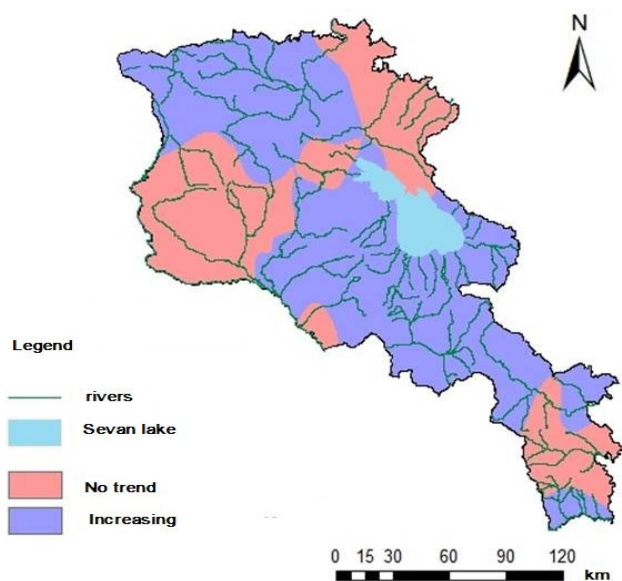 N
Legend
rivers
Sevan lake
No trend
Increasing
0 15 30 60 90 120
km